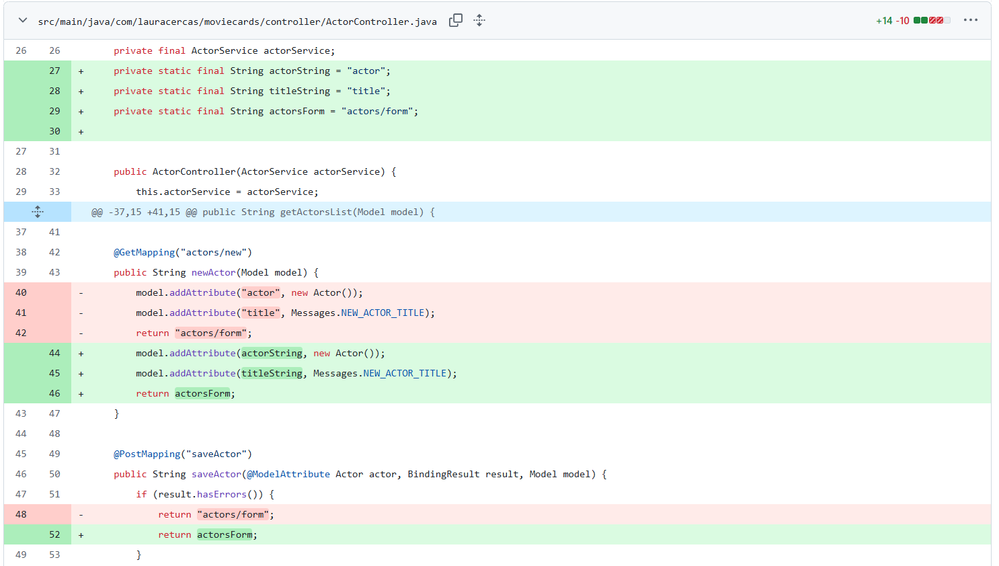 src/main/java/com/lauracercas/moviecards/controller/ActorController.java +14 -10
26 26 private final ActorService actorService;
27 + private static final String actorString = "actor";
28 + private static final String titleString = "title";
29 + private static final String actorsForm = "actors/form";
30 +
27 31
28 32 public ActorController(ActorService actorService) {
29 33 this.actorService = actorService;
@@ -37,15 +41,15 @@ public String getActorsList(Model model) {
37 41
38 42 @GetMapping("actors/new")
39 43 public String newActor(Model model) {
40 - model.addAttribute("actor", new Actor());
41 - model.addAttribute("title", Messages.NEW_ACTOR_TITLE);
42 - return "actors/form";
44 + model.addAttribute(actorString, new Actor());
45 + model.addAttribute(titleString, Messages.NEW_ACTOR_TITLE);
46 + return actorsForm;
43 47 }
44 48
45 49 @PostMapping("saveActor")
46 50 public String saveActor(@ModelAttribute Actor actor, BindingResult result, Model model) {
47 51 if (result.hasErrors()) {
48 - return "actors/form";
52 + return actorsForm;
49 53 }